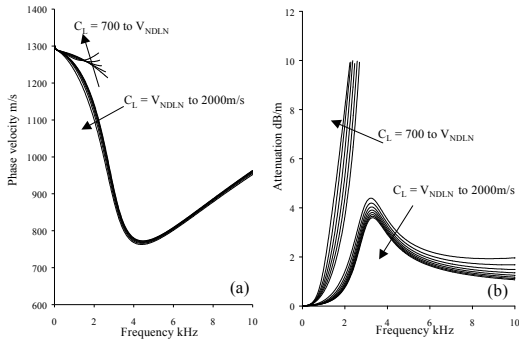 1400
1300
1200
1100
1000
900
800
700
600
Phase velocity m/s
C_L = 700 to V_NDLN
C_L = V_NDLN to 2000m/s
(a)
0 2 4 6 8 10
Frequency kHz
12
10
8
6
4
2
0
Attenuation dB/m
C_L = 700 to V_NDLN
C_L = V_NDLN to 2000m/s
(b)
0 2 4 6 8 10
Frequency kHz